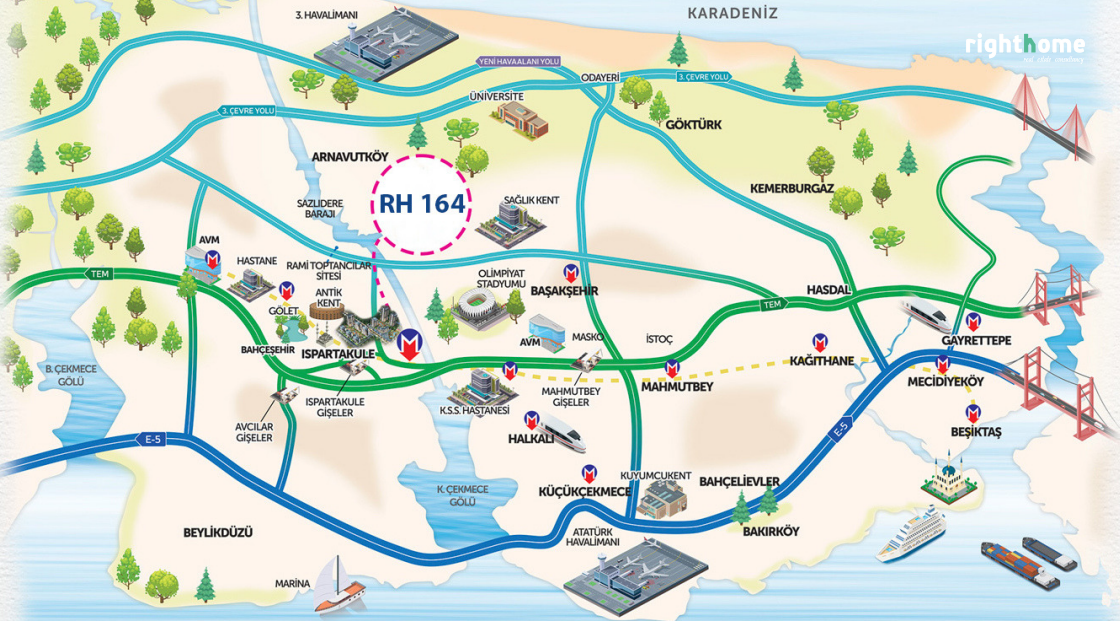 KARADENİZ
3. HAVALİMANI
righthome
YENİ HAVAALANI YOLU
ODAYERİ
3. ÇEVRE YOLU
ÜNİVERSİTE
3. ÇEVRE YOLU
GÖKTÜRK
ARNAVUTKÖY
KEMERBURGAZ
RH 164
SAZLIDERE
BARAJI
SAĞLIK KENT
AVM
HASTANE
RAMİ TOPTANCILAR
SİTESİ
TEM
OLİMPİYAT
STADYUMU
BAŞAKŞEHİR
HASDAL
ANTİK
KENT
GÖLET
TEM
AVM
MASKO
İSTOÇ
BAHÇEŞEHİR
ISPARTAKULE
GAYRETTEPE
KAĞITHANE
B. ÇEKMECE
GÖLÜ
MAHMUTBEY
MECİDİYEKÖY
ISPARTAKULE
GİŞELER
MAHMUTBEY
GİŞELER
K.S.S. HASTANESİ
AVCILAR
GİŞELER
HALKALI
BEŞİKTAŞ
E-5
E-5
K. ÇEKMECE
GÖLÜ
KUYUMCUKENT
BAHÇELİEVLER
KÜÇÜKÇEKMECE
BEYLİKDÜZÜ
ATATÜRK
HAVALİMANI
BAKIRKÖY
MARİNA